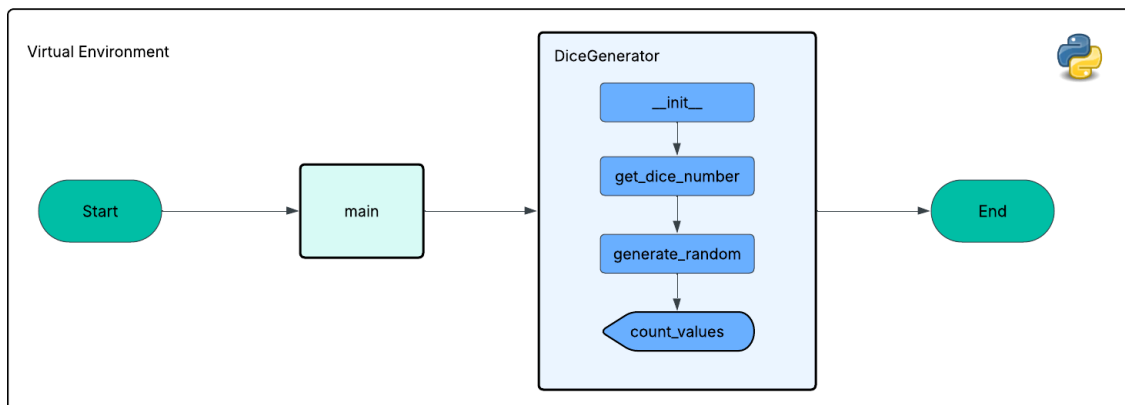 Virtual Environment
DiceGenerator
__init__
get_dice_number
Start
main
End
generate_random
count_values